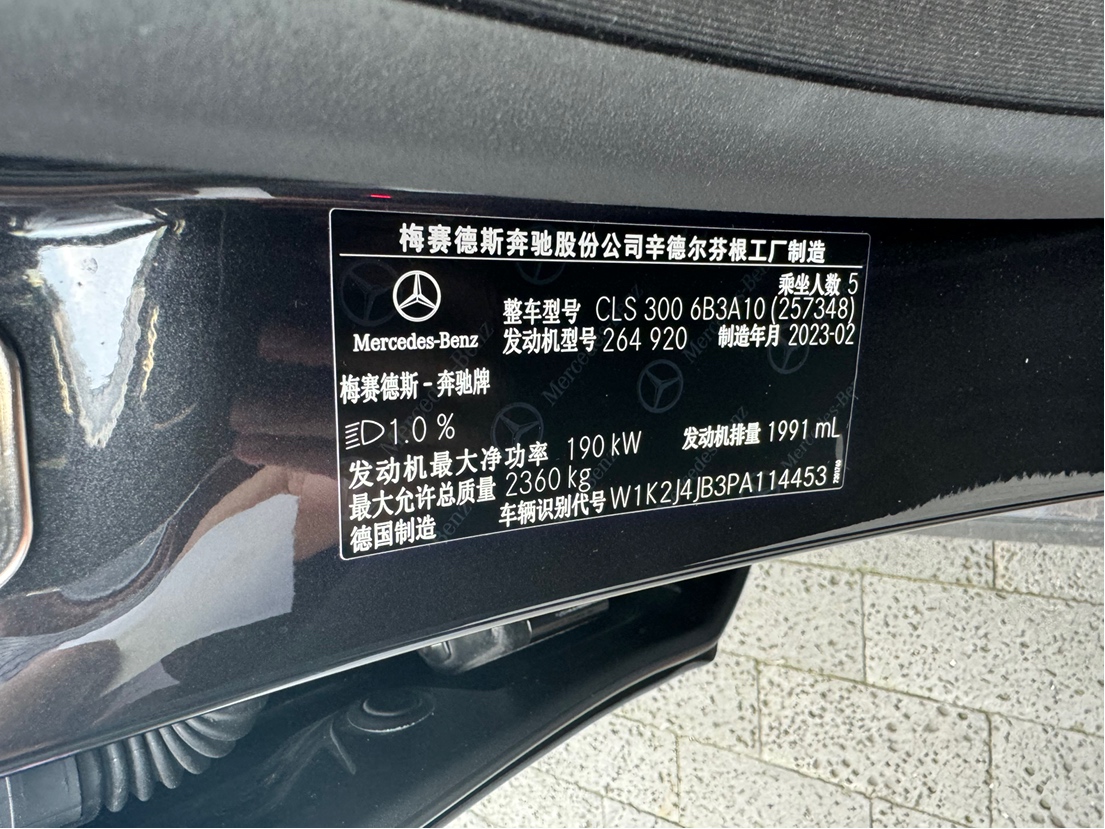 梅赛德斯奔驰股份公司辛德尔芬根工厂制造
乘坐人数 5
Mercedes-Benz
整车型号 CLS 300 6B3A10 (257348)
发动机型号 264 920 制造年月 2023-02
梅赛德斯 - 奔驰牌
1.0 %
发动机最大净功率 190 kW 发动机排量 1991 mL
最大允许总质量 2360 kg
车辆识别代号 W1K2J4JB3PA114453
德国制造